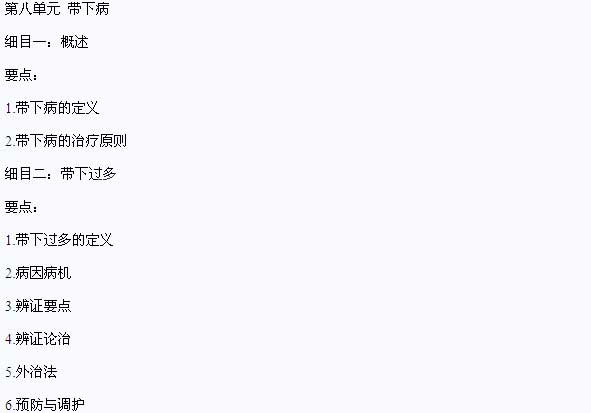 第八单元 带下病
细目一：概述
要点：
1.带下病的定义
2.带下病的治疗原则
细目二：带下过多
要点：
1.带下过多的定义
2.病因病机
3.辨证要点
4.辨证论治
5.外治法
6.预防与调护